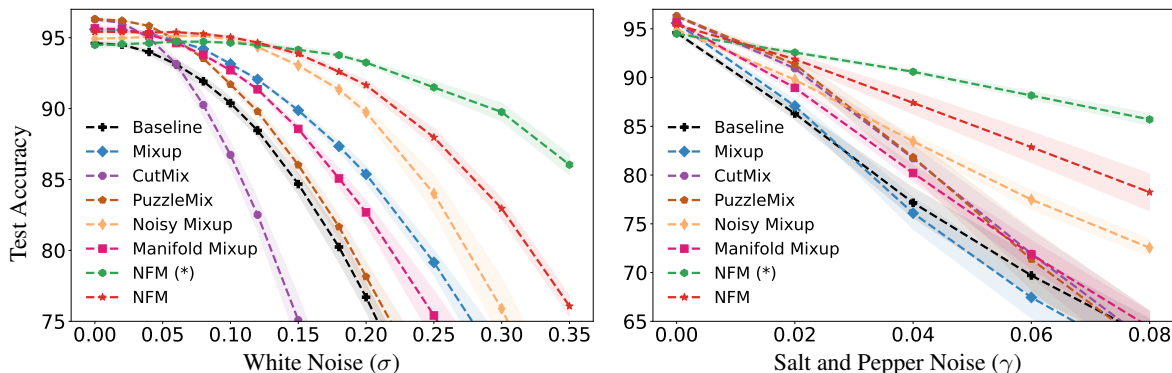 Test Accuracy
95
90
85
80
75
Baseline
Mixup
CutMix
PuzzleMix
Noisy Mixup
Manifold Mixup
NFM (*)
NFM
0.00 0.05 0.10 0.15 0.20 0.25 0.30 0.35
White Noise (σ)
95
90
85
80
75
70
65
Baseline
Mixup
CutMix
PuzzleMix
Noisy Mixup
Manifold Mixup
NFM (*)
NFM
0.00 0.02 0.04 0.06 0.08
Salt and Pepper Noise (γ)